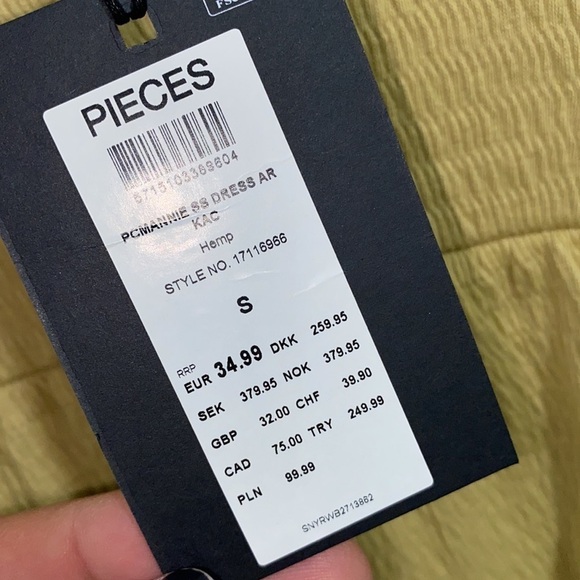 PIECES
5715103389604
PCMANNIE SS DRESS AR
KAC
Hemp
STYLE NO. 17116966
S
RRP
EUR 34.99 DKK 259.95
SEK 379.95 NOK 379.95
GBP 32.00 CHF 39.90
CAD 75.00 TRY 249.99
PLN 99.99
SNYRWB2713862